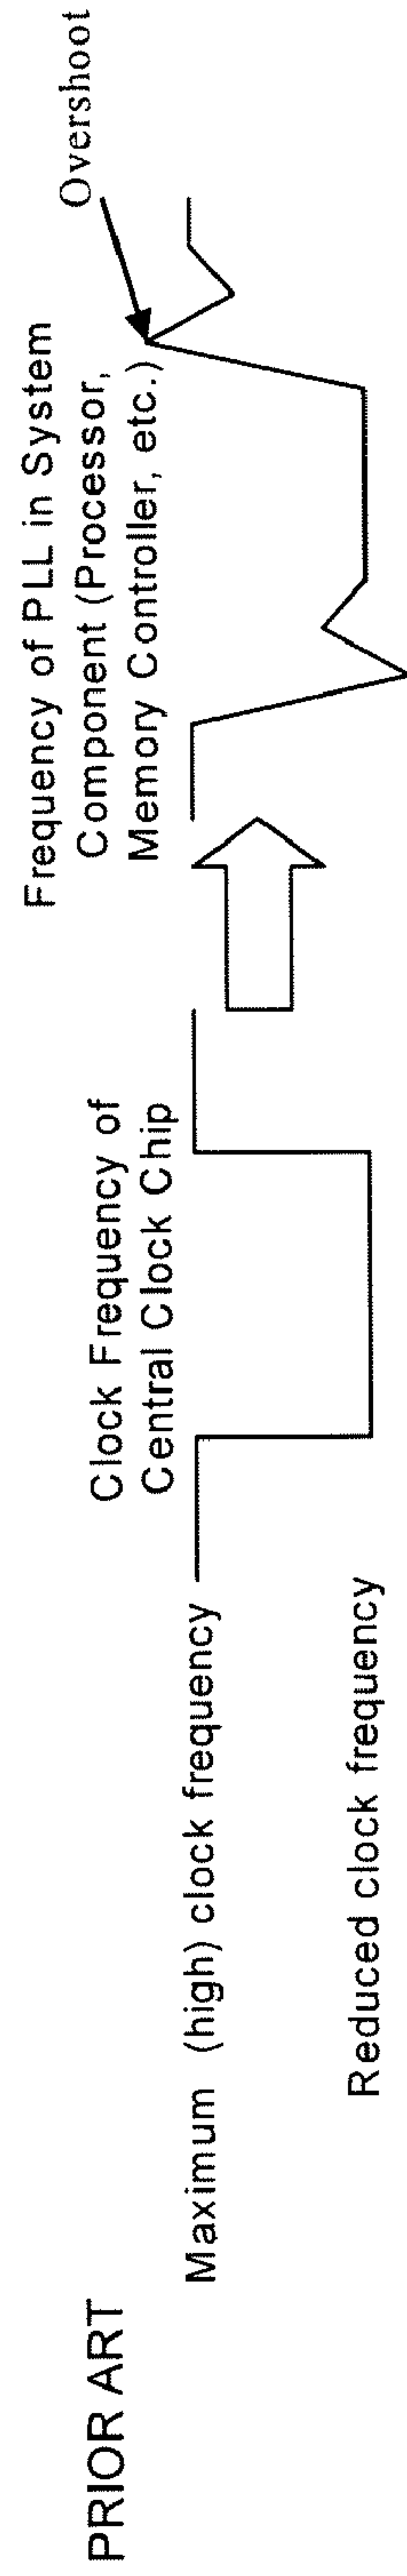 PRIOR ART
Maximum (high) clock frequency
Reduced clock frequency
Clock Frequency of
Central Clock Chip
Frequency of PLL in System
Component (Processor,
Memory Controller, etc.)
Overshoot